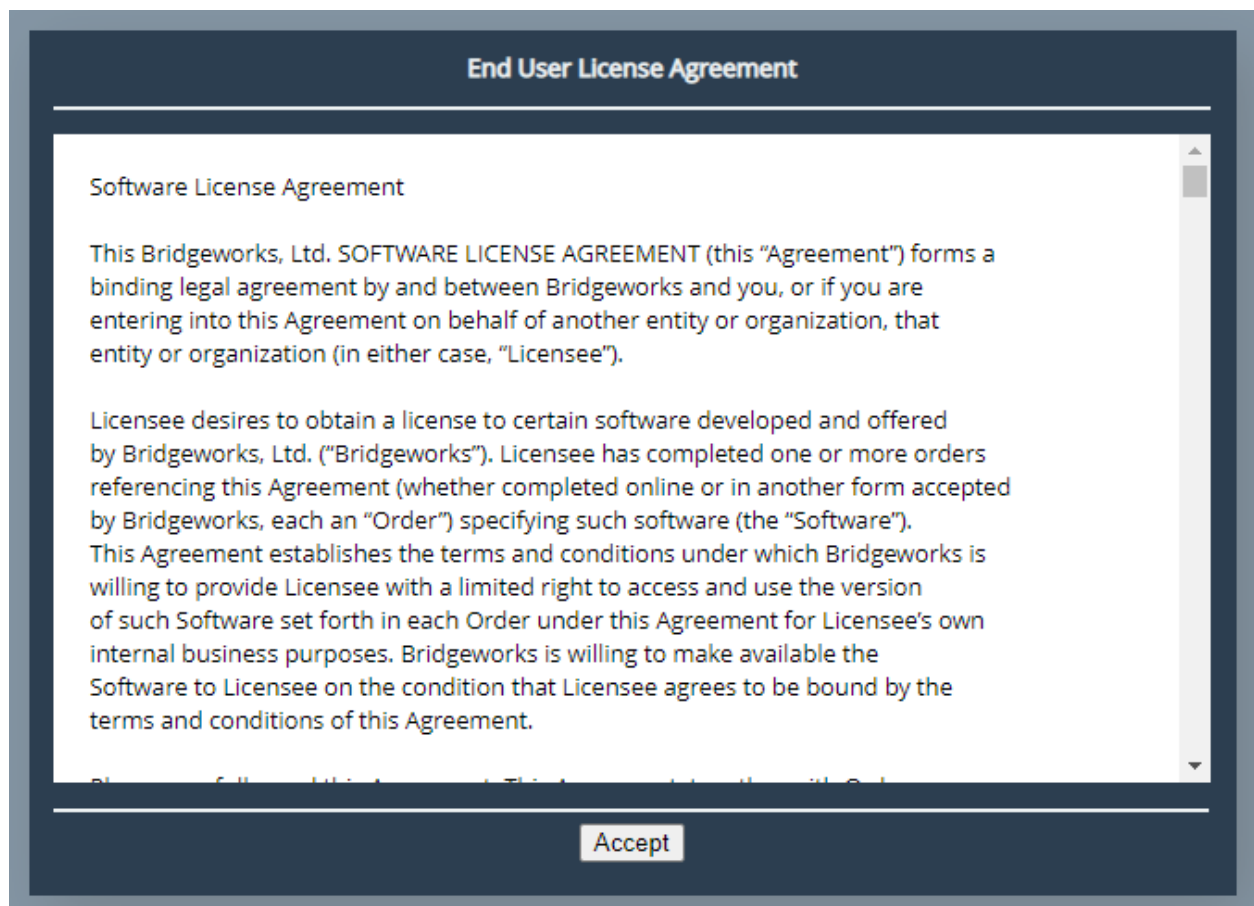 End User License Agreement
Software License Agreement
This Bridgeworks, Ltd. SOFTWARE LICENSE AGREEMENT (this “Agreement”) forms a
binding legal agreement by and between Bridgeworks and you, or if you are
entering into this Agreement on behalf of another entity or organization, that
entity or organization (in either case, “Licensee”).
Licensee desires to obtain a license to certain software developed and offered
by Bridgeworks, Ltd. (“Bridgeworks”). Licensee has completed one or more orders
referencing this Agreement (whether completed online or in another form accepted
by Bridgeworks, each an “Order”) specifying such software (the “Software”).
This Agreement establishes the terms and conditions under which Bridgeworks is
willing to provide Licensee with a limited right to access and use the version
of such Software set forth in each Order under this Agreement for Licensee’s own
internal business purposes. Bridgeworks is willing to make available the
Software to Licensee on the condition that Licensee agrees to be bound by the
terms and conditions of this Agreement.
Accept